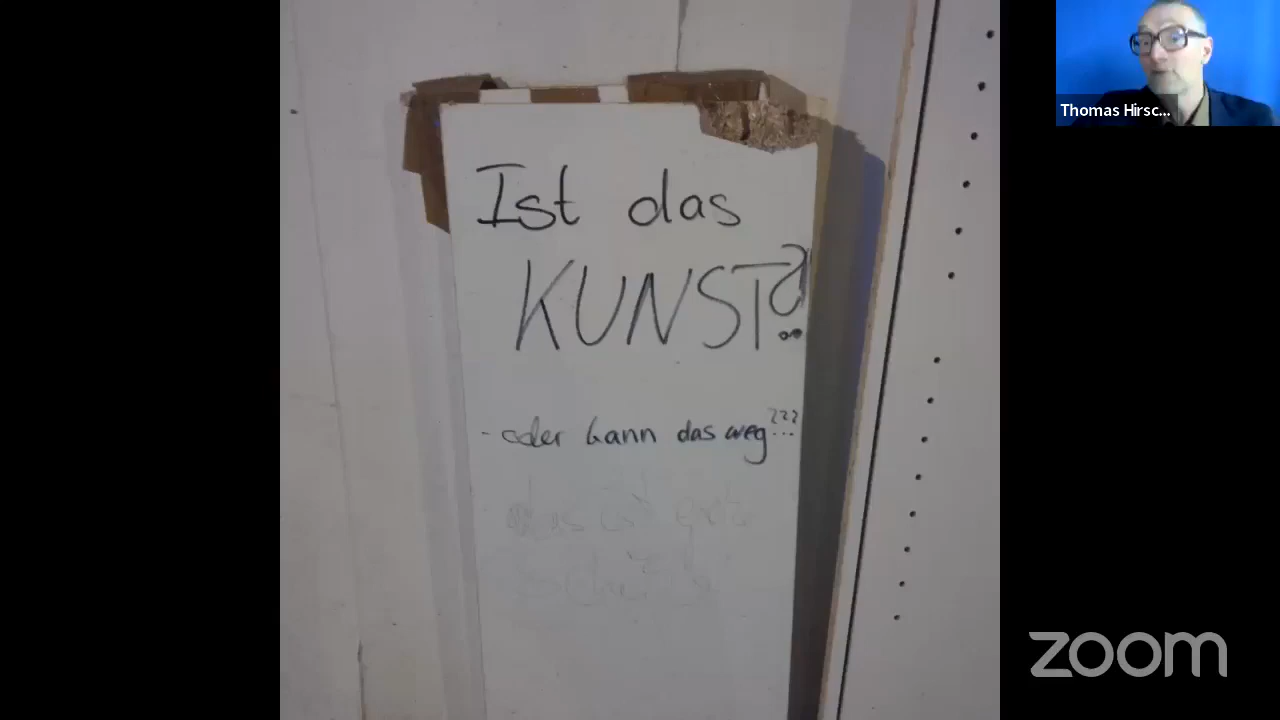 Ist das
KUNST?
- oder kann das weg???
Thomas Hirsc...
zoom